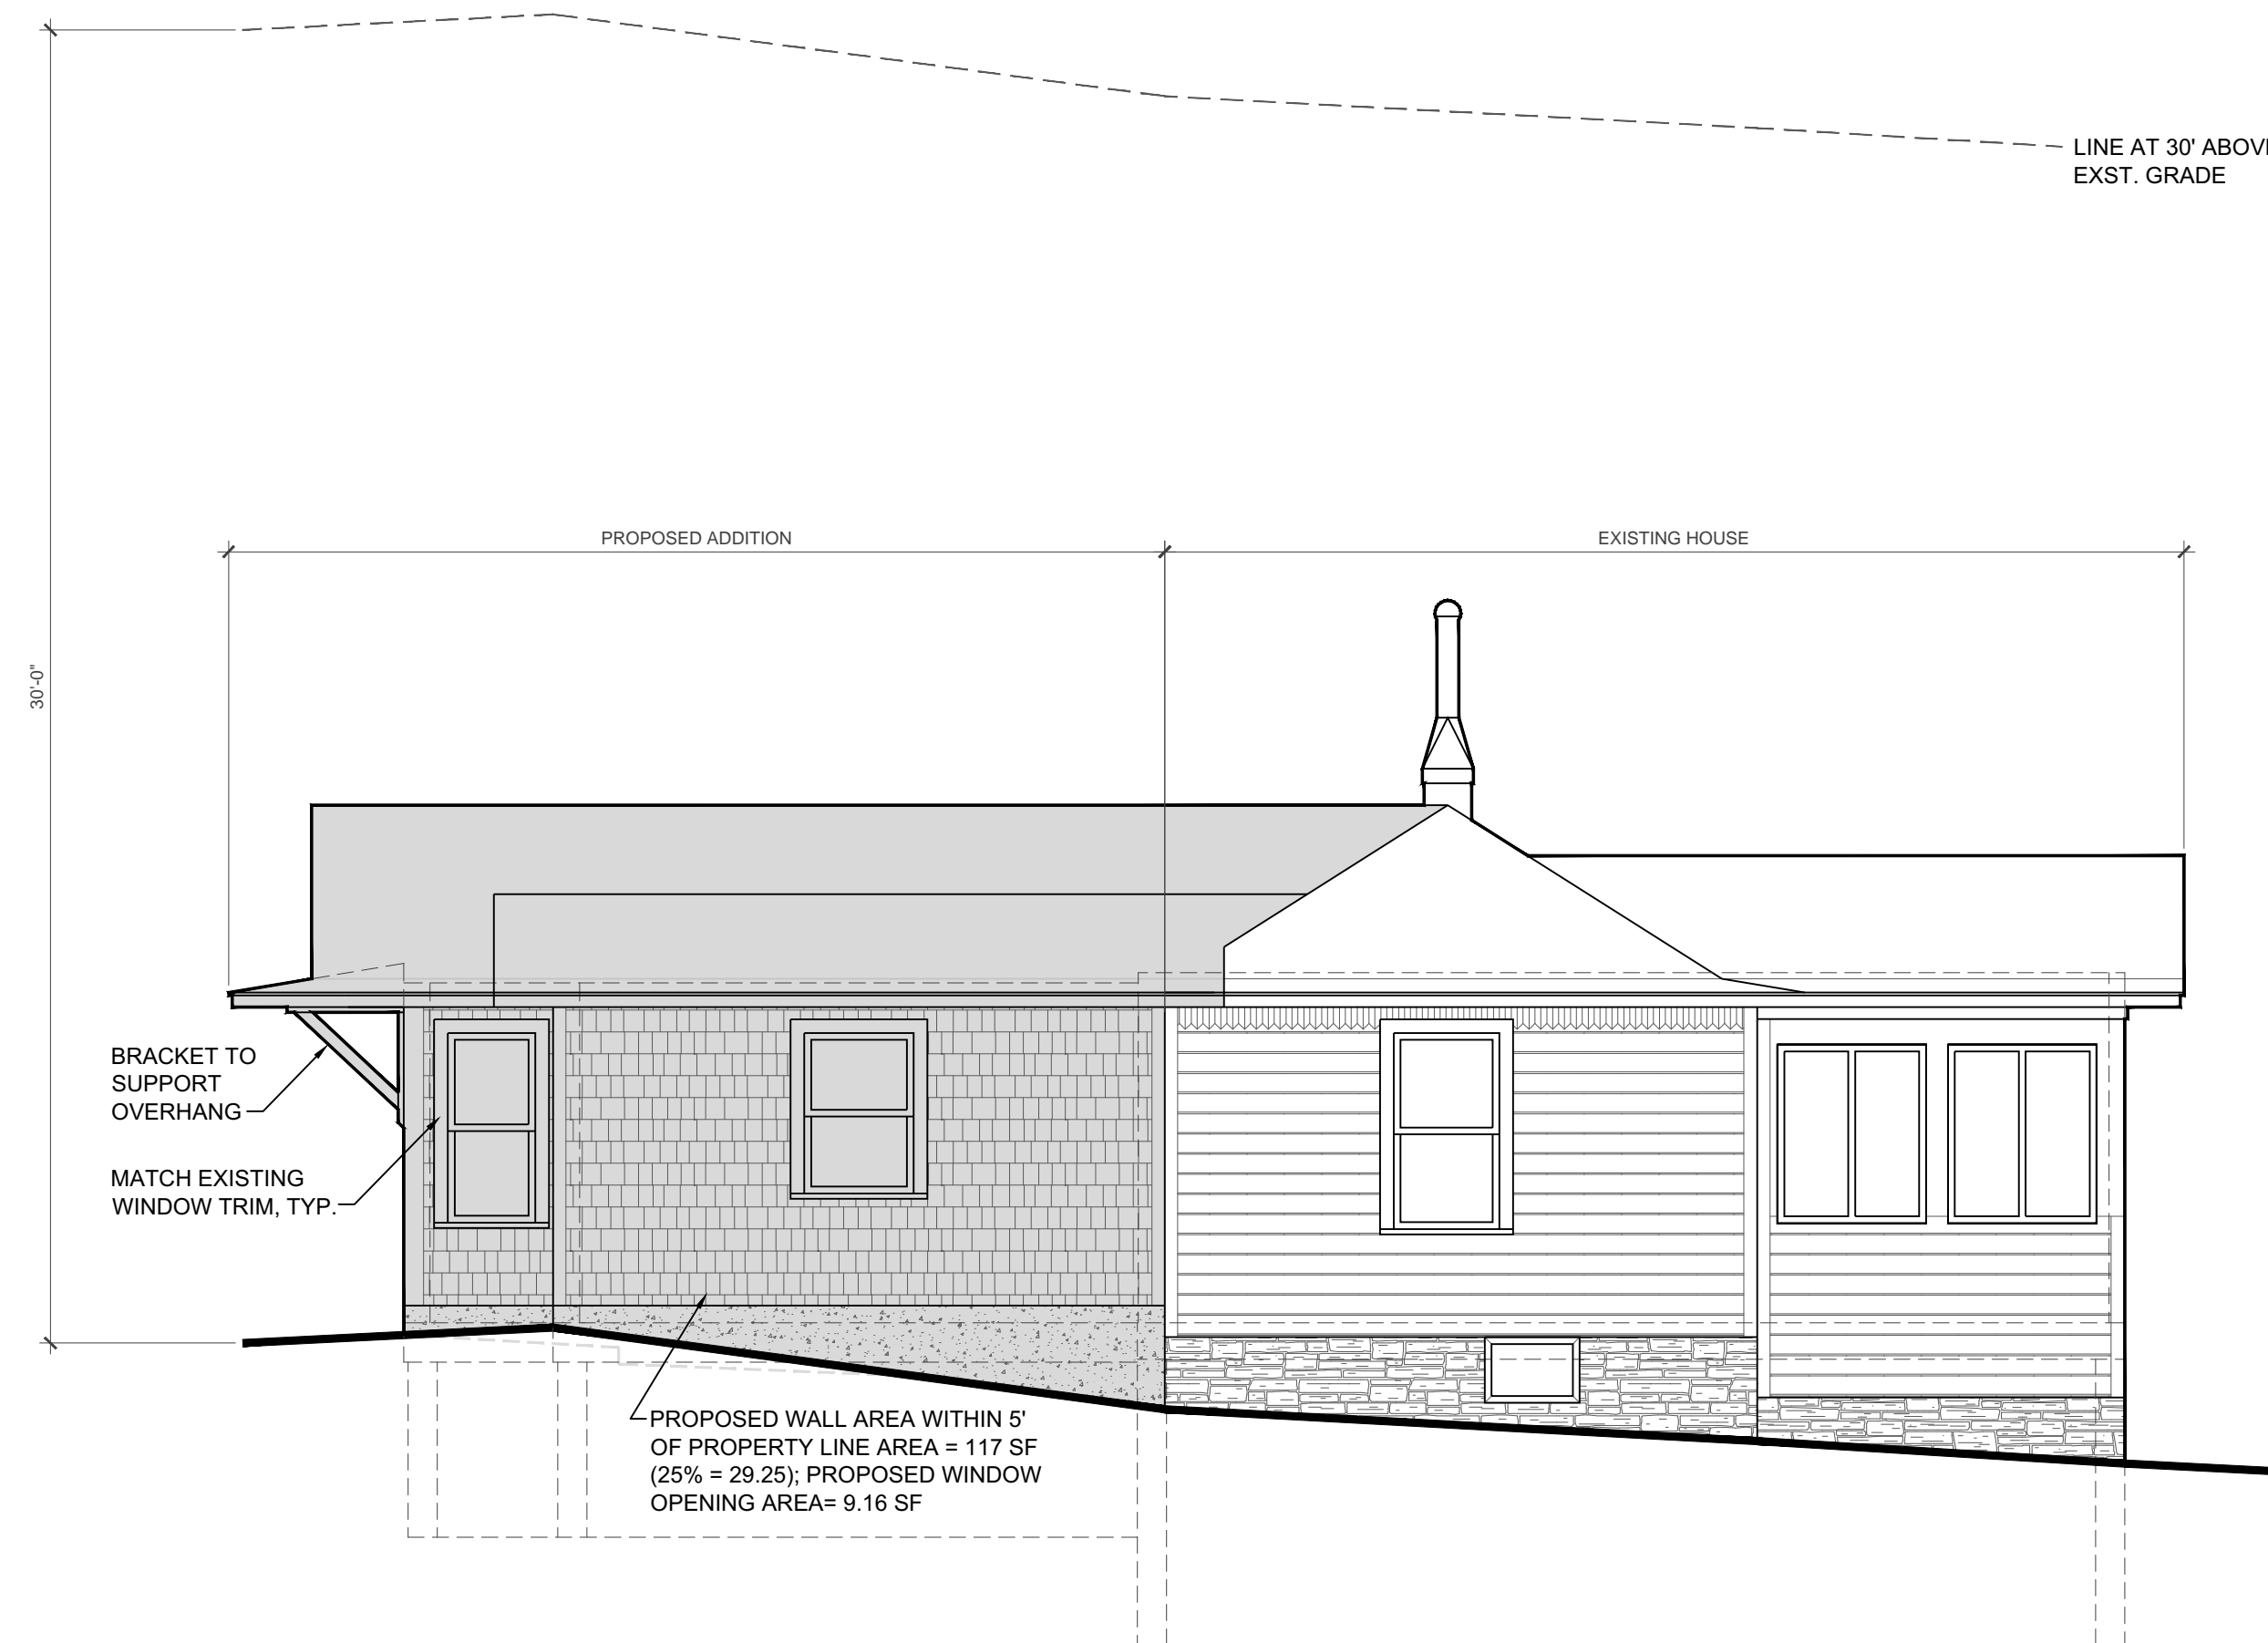 LINE AT 30' ABOV
EXST. GRADE
PROPOSED ADDITION
EXISTING HOUSE
30'-0"
BRACKET TO
SUPPORT
OVERHANG
MATCH EXISTING
WINDOW TRIM, TYP.
PROPOSED WALL AREA WITHIN 5'
OF PROPERTY LINE AREA = 117 SF
(25% = 29.25); PROPOSED WINDOW
OPENING AREA= 9.16 SF